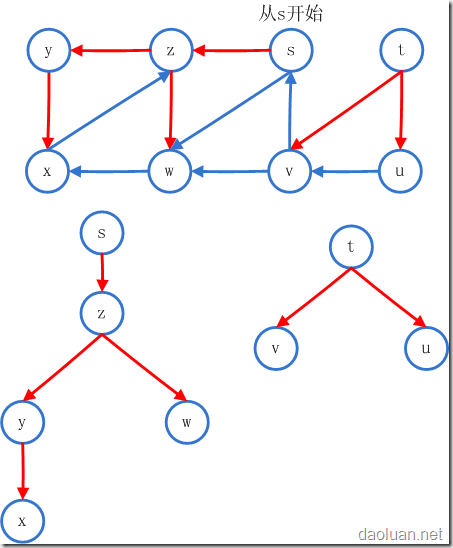 从s开始
y z s t
x w v u
s
t
z
v u
y w
x
daoluan.net